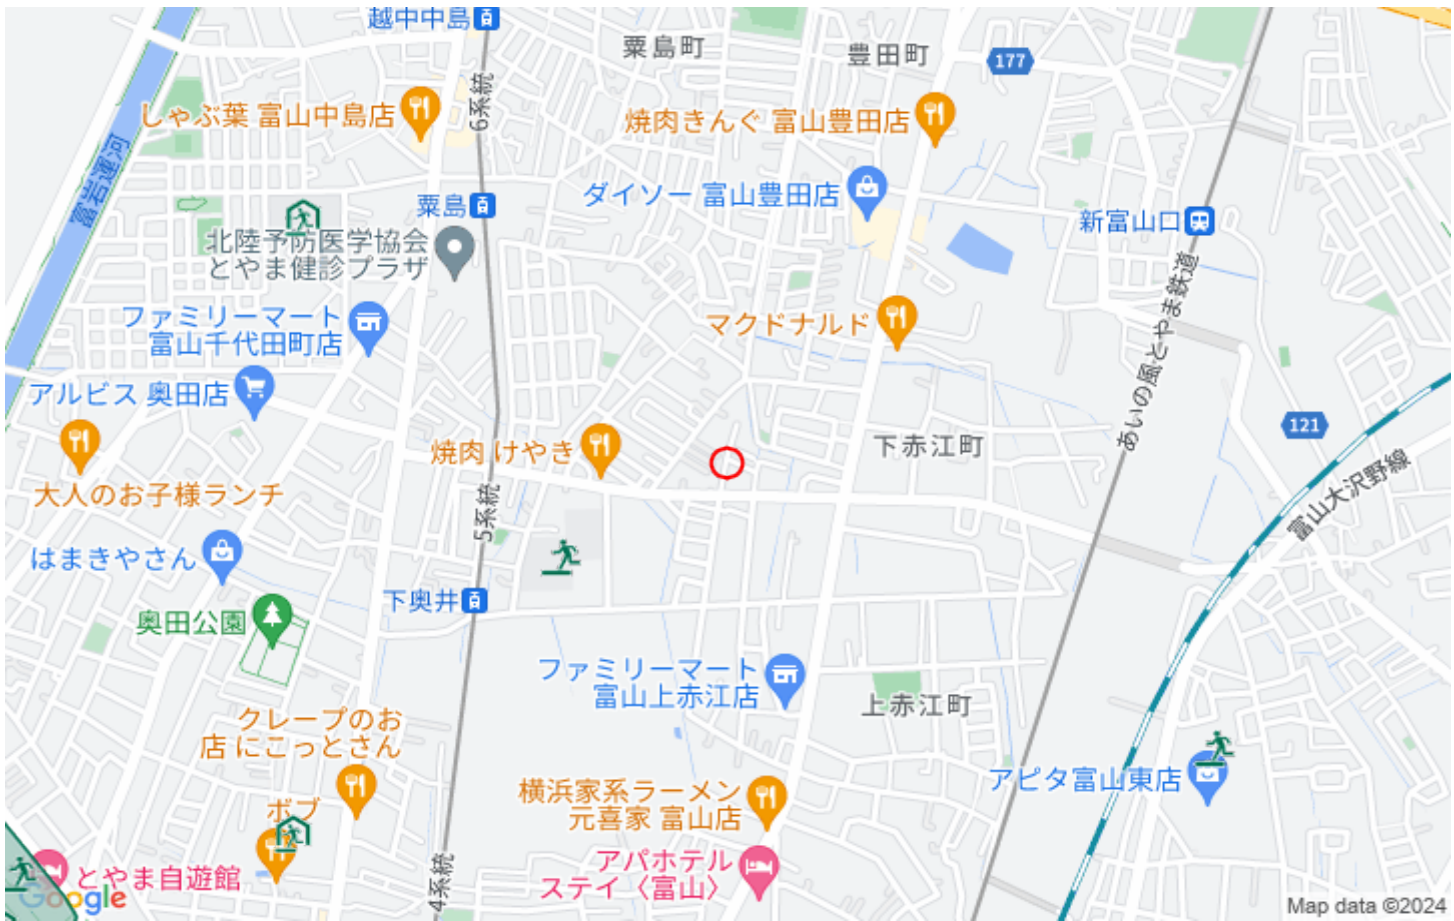 越中中島
粟島町
豊田町
177
しゃぶ葉 富山中島店
6系統
焼肉きんぐ 富山豊田店
富岩運河
ダイソー 富山豊田店
粟島
新富山口
北陸予防医学協会
とやま健診プラザ
あいの風とやま鉄道
ファミリーマート
富山千代田町店
マクドナルド
アルビス 奥田店
焼肉 けやき
下赤江町
121
大人のお子様ランチ
富山大沢野線
5系統
はまきやさん
下奥井
奥田公園
ファミリーマート
富山上赤江店
上赤江町
クレープのお
店 にこっとさん
アピタ富山東店
横浜家系ラーメン
元喜家 富山店
ボブ
アパホテル
ステイ〈富山〉
とやま自遊館
4系統
Google
Map data ©2024